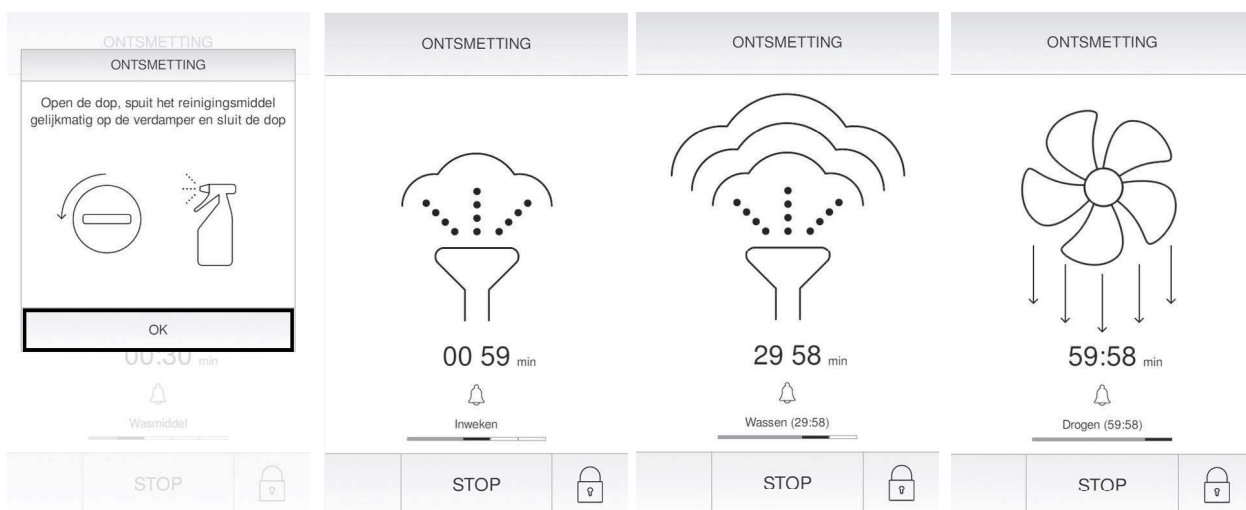 ONTSMETTING
ONTSMETTING
Open de dop, spuit het reinigingsmiddel
gelijkmatig op de verdamper en sluit de dop
OK
00:30 min
Wasmiddel
STOP
ONTSMETTING
00 59 min
Inweken
STOP
ONTSMETTING
29 58 min
Wassen (29:58)
STOP
ONTSMETTING
59:58 min
Drogen (59:58)
STOP